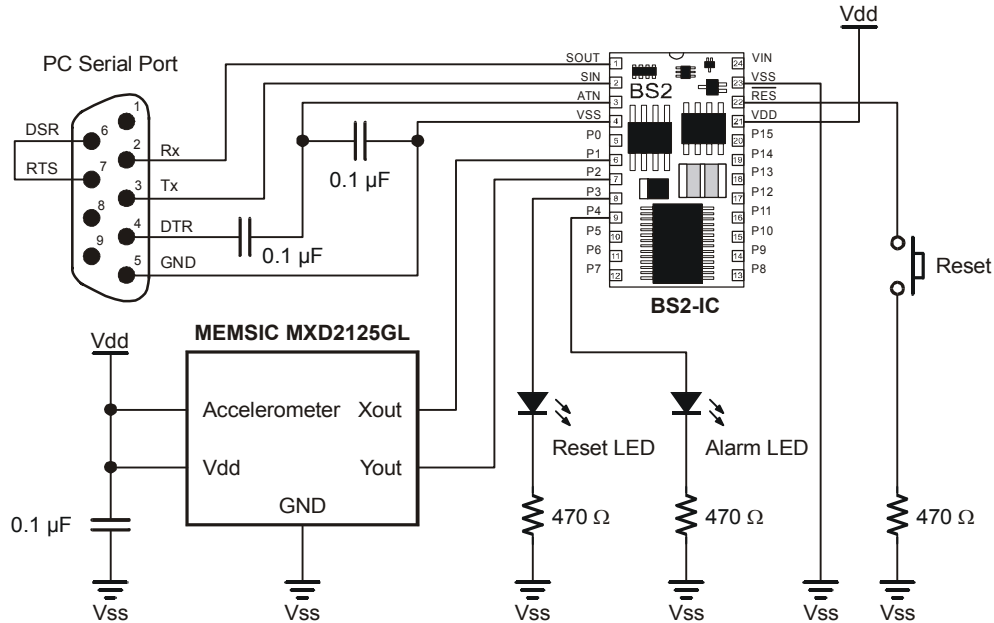 Vdd
PC Serial Port
DSR
RTS
1
2
3
4
5
6
7
8
9
Rx
Tx
DTR
GND
0.1 µF
0.1 µF
SOUT
SIN
ATN
VSS
P0
P1
P2
P3
P4
P5
P6
P7
1
2
3
4
5
6
7
8
9
10
11
12
BS2
24
23
22
21
20
19
18
17
16
15
14
13
VIN
VSS
RES
VDD
P15
P14
P13
P12
P11
P10
P9
P8
BS2-IC
Reset
MEMSIC MXD2125GL
Vdd
Accelerometer Xout
Vdd Yout
GND
0.1 µF
Reset LED
Alarm LED
470 Ω
470 Ω
470 Ω
Vss
Vss
Vss
Vss
Vss
Vss